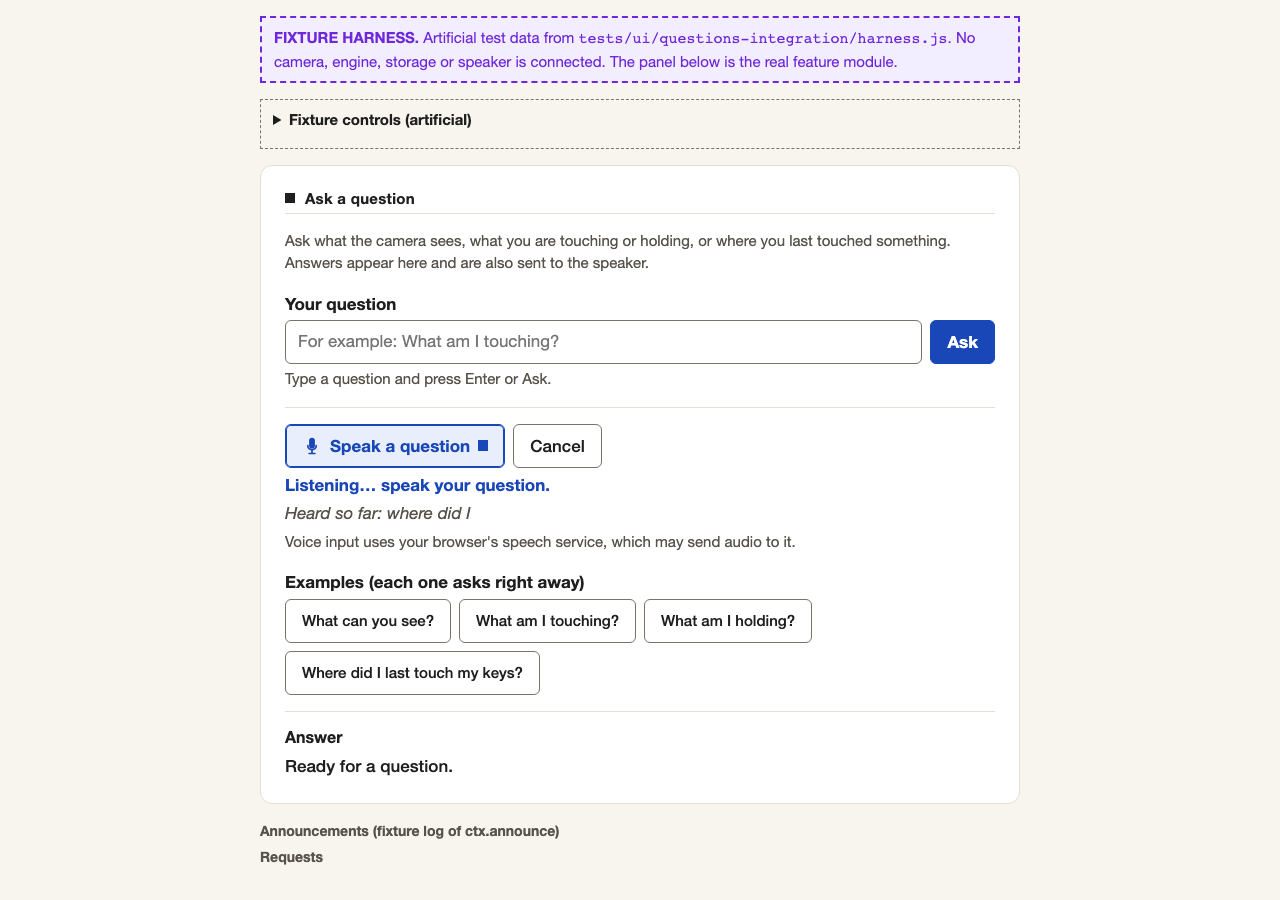 FIXTURE HARNESS. Artificial test data from tests/ui/questions-integration/harness.js. No
camera, engine, storage or speaker is connected. The panel below is the real feature module.
Fixture controls (artificial)
Ask a question
Ask what the camera sees, what you are touching or holding, or where you last touched something.
Answers appear here and are also sent to the speaker.
Your question
For example: What am I touching?
Ask
Type a question and press Enter or Ask.
Speak a question
Cancel
Listening… speak your question.
Heard so far: where did I
Voice input uses your browser's speech service, which may send audio to it.
Examples (each one asks right away)
What can you see?
What am I touching?
What am I holding?
Where did I last touch my keys?
Answer
Ready for a question.
Announcements (fixture log of ctx.announce)
Requests